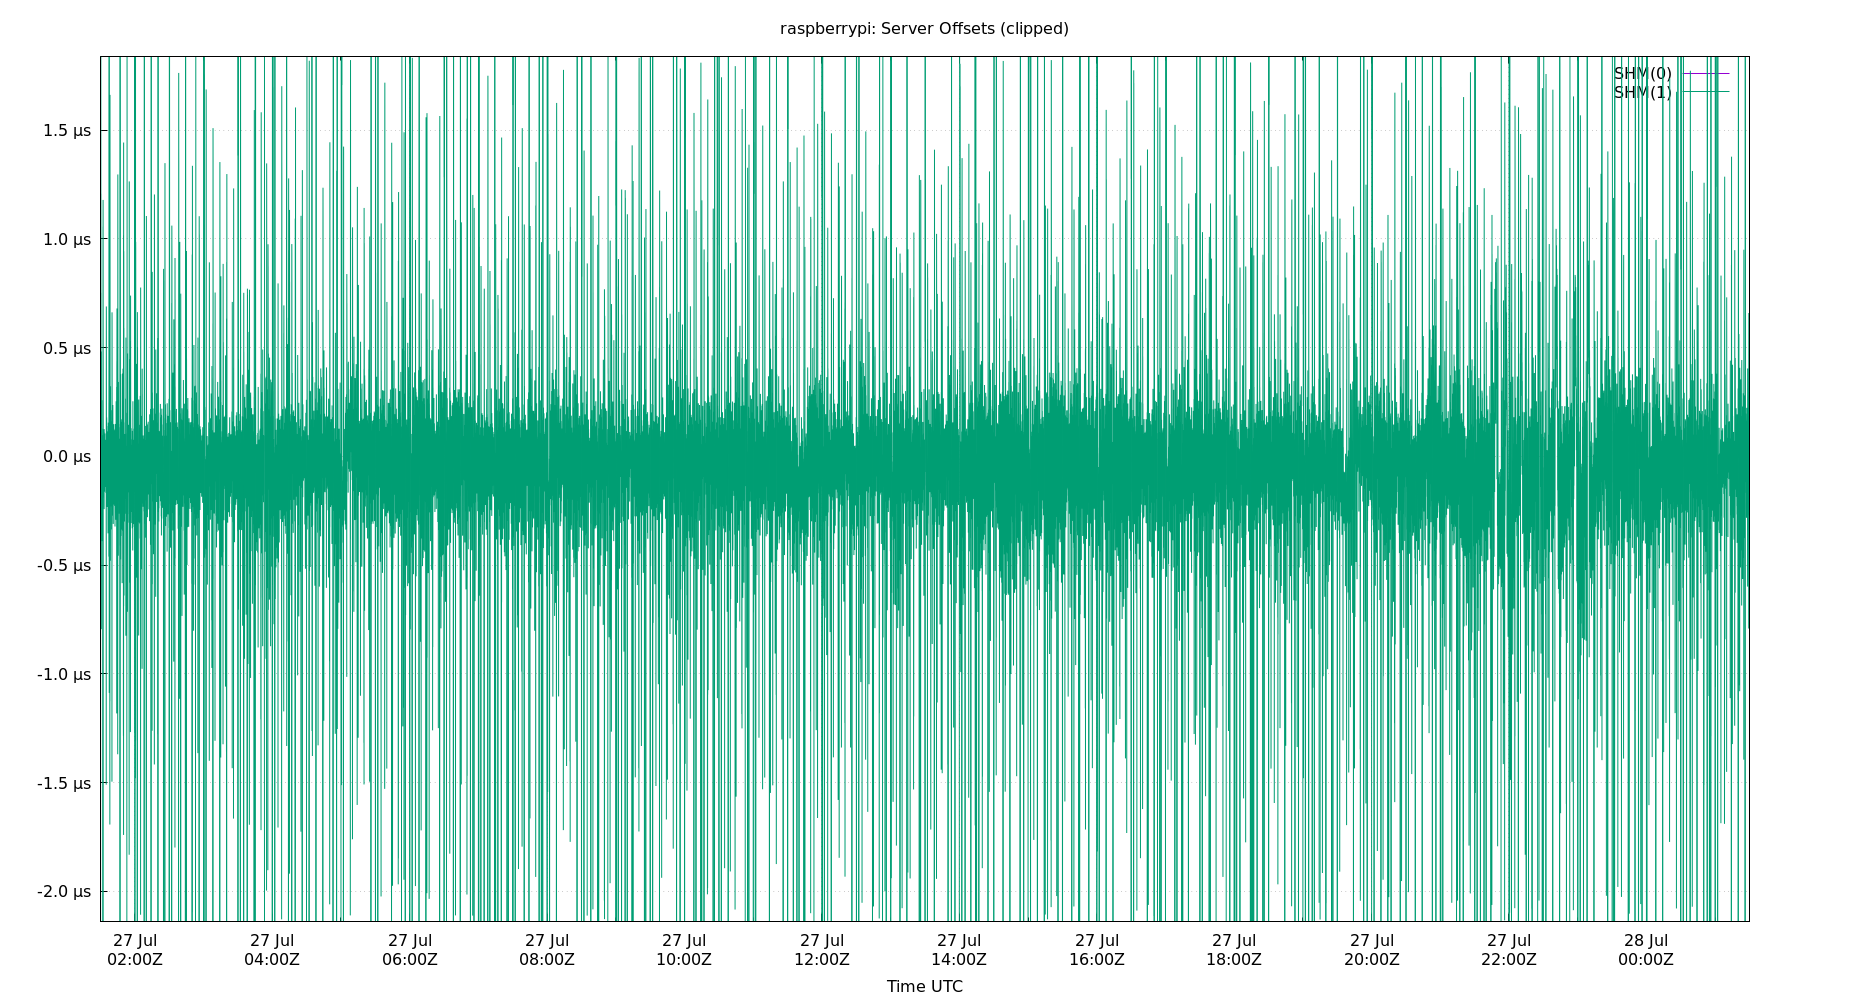 raspberrypi: Server Offsets (clipped)
SHM(0)
SHM(1)
1.5 µs
1.0 µs
0.5 µs
0.0 µs
-0.5 µs
-1.0 µs
-1.5 µs
-2.0 µs
27 Jul 27 Jul 27 Jul 27 Jul 27 Jul 27 Jul 27 Jul 27 Jul 27 Jul 27 Jul 27 Jul 28 Jul
02:00Z 04:00Z 06:00Z 08:00Z 10:00Z 12:00Z 14:00Z 16:00Z 18:00Z 20:00Z 22:00Z 00:00Z
Time UTC